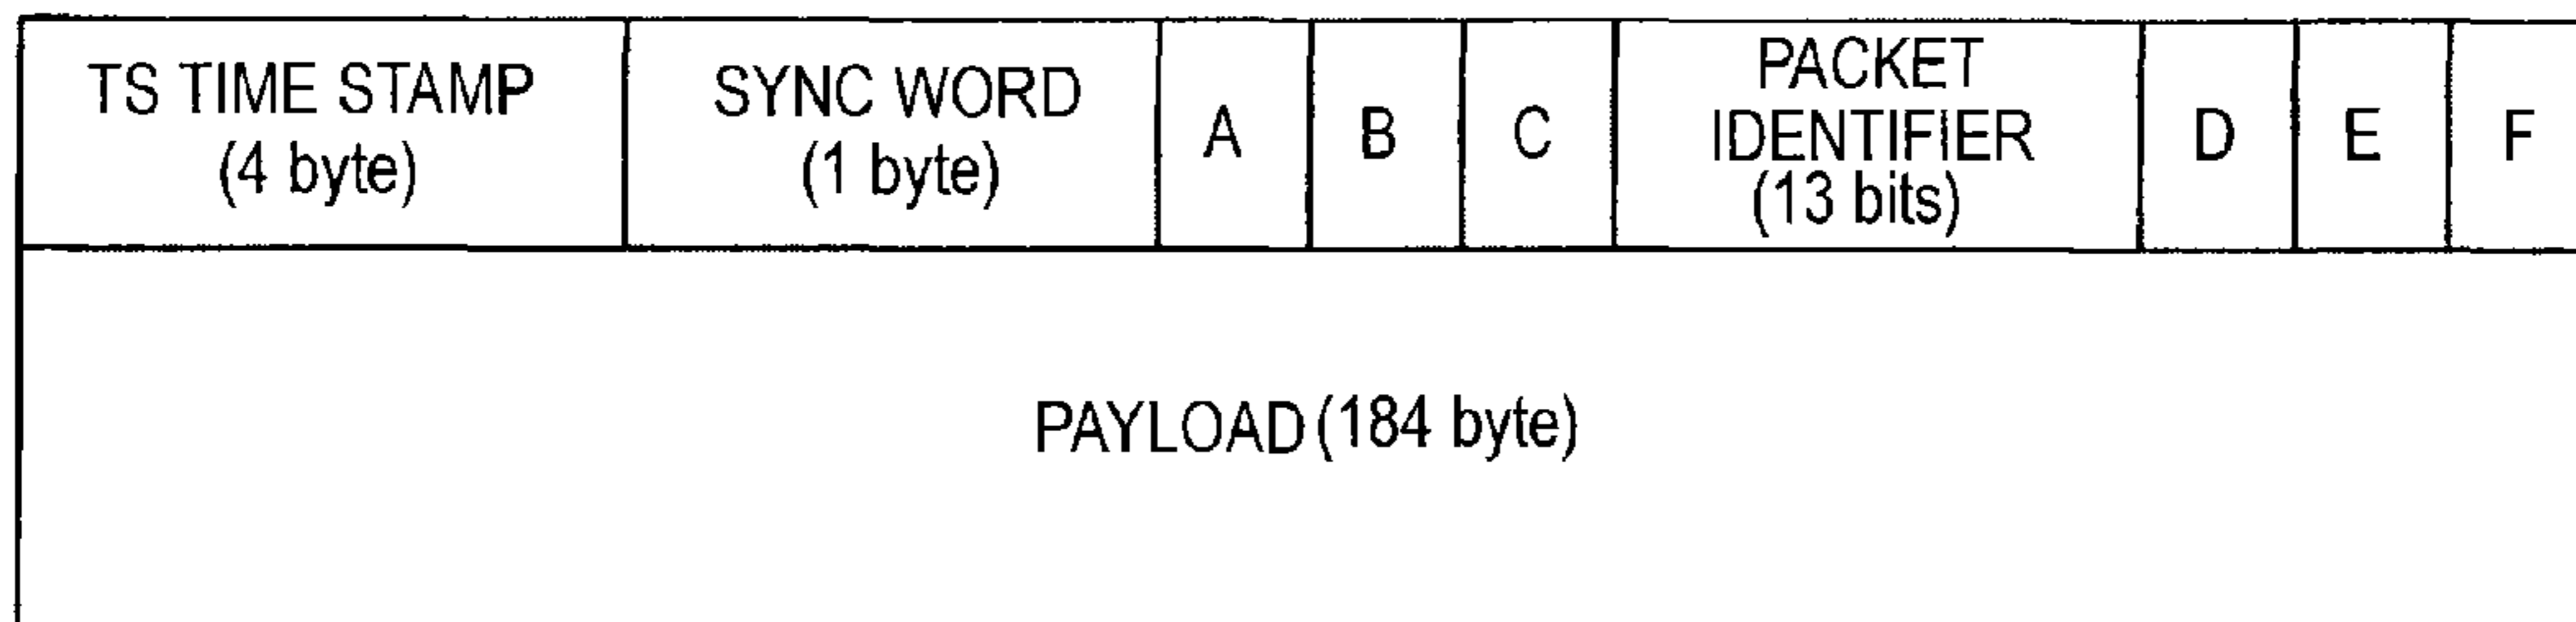 TS TIME STAMP
(4 byte)
SYNC WORD
(1 byte)
A
B
C
PACKET
IDENTIFIER
(13 bits)
D
E
F
PAYLOAD (184 byte)